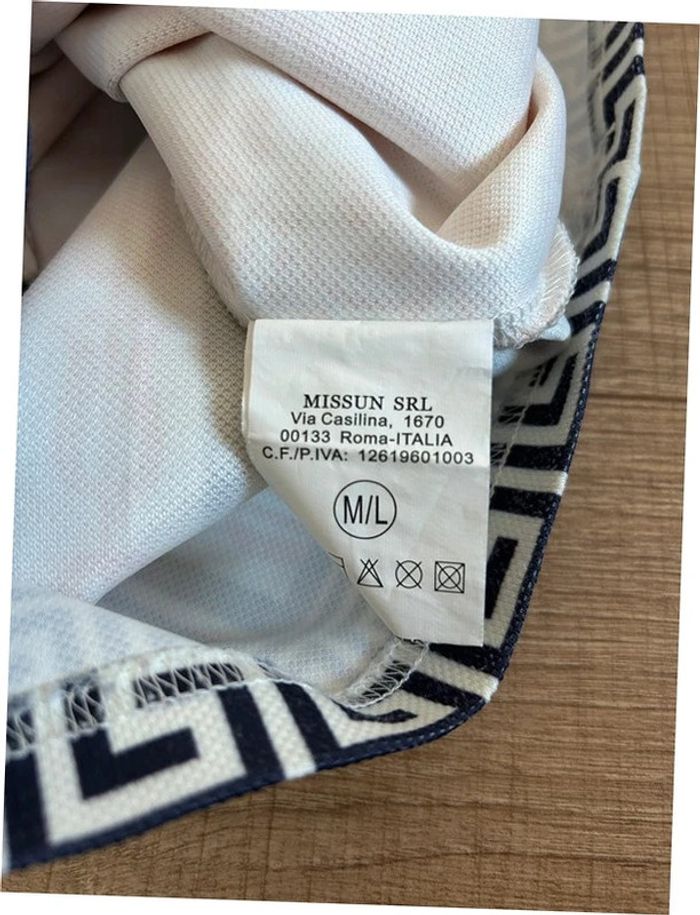 MISSUN SRL
Via Casilina, 1670
00133 Roma-ITALIA
C.F./P.IVA: 12619601003
M/L